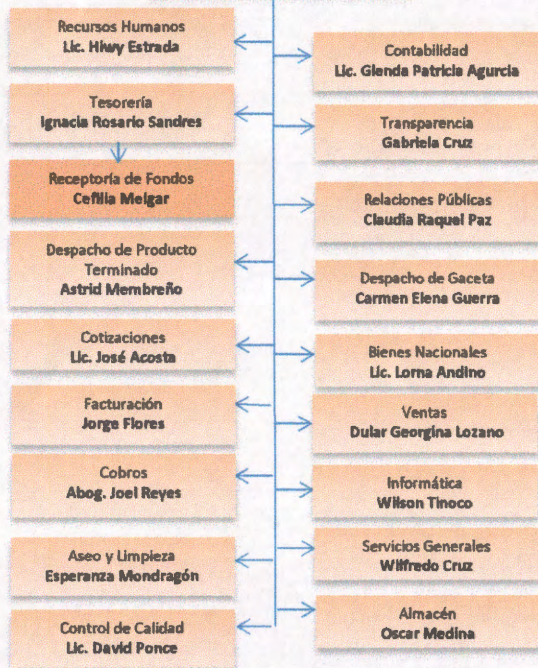 Recursos Humanos
Lic. Hiwy Estrada
Tesorería
Ignacia Rosario Sandres
Receptoría de Fondos
Cefilia Melgar
Despacho de Producto
Terminado
Astrid Membreño
Cotizaciones
Lic. José Acosta
Facturación
Jorge Flores
Cobros
Abog. Joel Reyes
Aseo y Limpieza
Esperanza Mondragón
Control de Calidad
Lic. David Ponce
Contabilidad
Lic. Glenda Patricia Agurcia
Transparencia
Gabriela Cruz
Relaciones Públicas
Claudia Raquel Paz
Despacho de Gaceta
Carmen Elena Guerra
Bienes Nacionales
Lic. Lorna Andino
Ventas
Dular Georgina Lozano
Informática
Wilson Tinoco
Servicios Generales
Wilfredo Cruz
Almacén
Oscar Medina